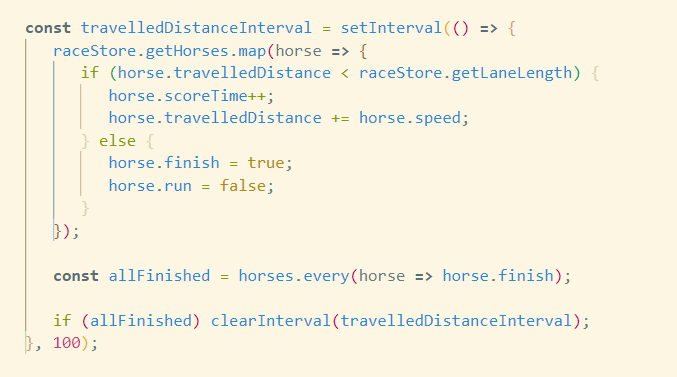 const travelledDistanceInterval = setInterval(() => {
raceStore.getHorses.map(horse => {
if (horse.travelledDistance < raceStore.getLaneLength) {
horse.scoreTime++;
horse.travelledDistance += horse.speed;
} else {
horse.finish = true;
horse.run = false;
}
});
const allFinished = horses.every(horse => horse.finish);
if (allFinished) clearInterval(travelledDistanceInterval);
}, 100);